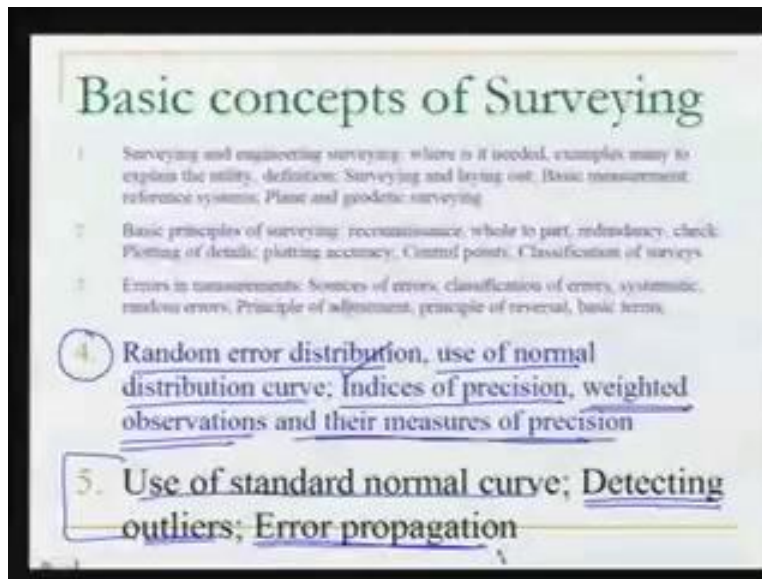 Basic concepts of Surveying
1 Surveying and engineering surveying: where is it needed, examples many to
explain the utility, definition; Surveying and laying out; Basic measurement;
reference systems; Plane and geodetic surveying
2 Basic principles of surveying: reconnaissance, whole to part, redundancy, check;
Plotting of details; plotting accuracy; Control points; Classification of surveys
3 Errors in measurements: Sources of errors, classification of errors, systematic,
random errors; Principle of adjustment, principle of reversal, basic terms;
4. Random error distribution, use of normal
distribution curve; Indices of precision, weighted
observations and their measures of precision
5. Use of standard normal curve; Detecting
outliers; Error propagation